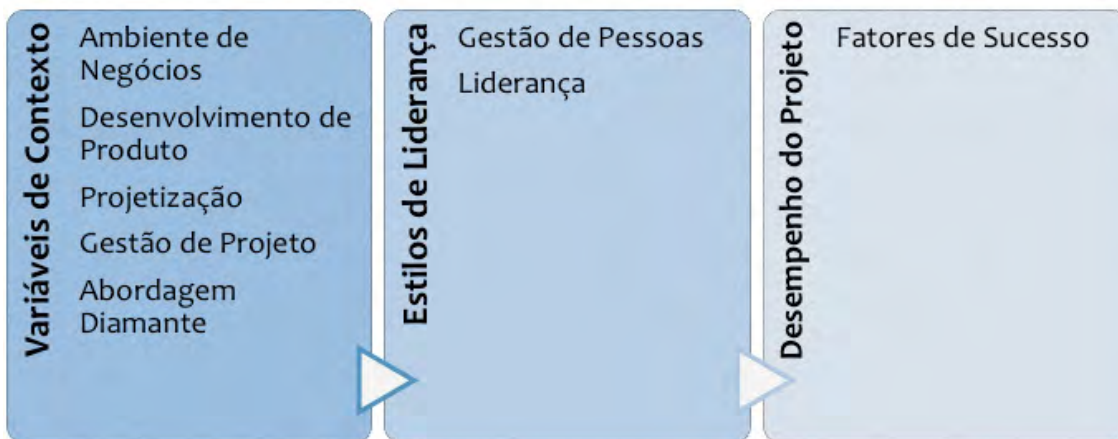 Variáveis de Contexto
Ambiente de
Negócios
Desenvolvimento de
Produto
Projetização
Gestão de Projeto
Abordagem
Diamante
Estilos de Liderança
Gestão de Pessoas
Liderança
Desempenho do Projeto
Fatores de Sucesso